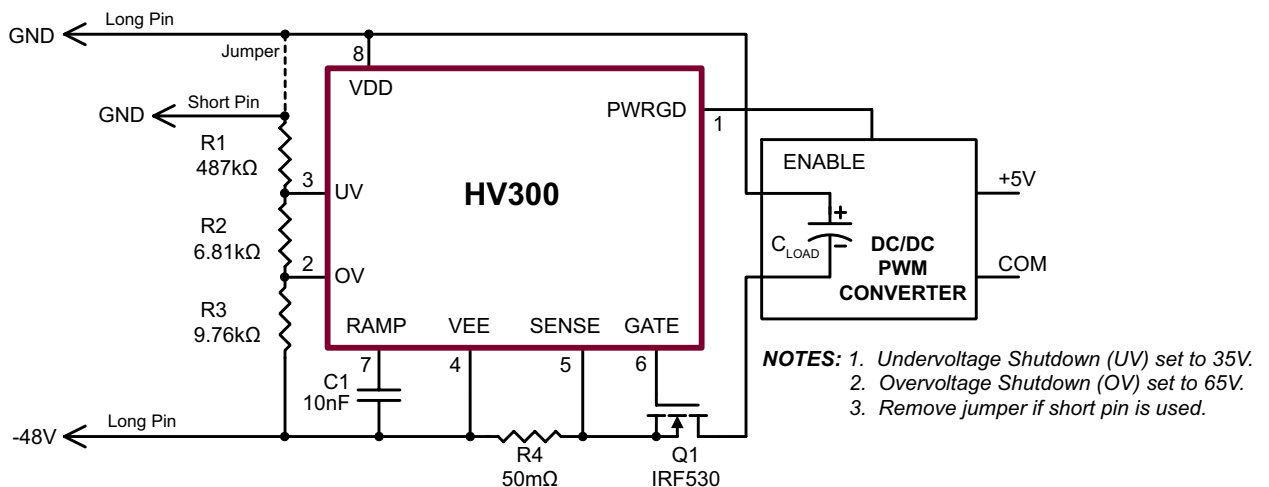 GND
Long Pin
Jumper
8
VDD
GND
Short Pin
PWRGD
1
R1
487kΩ
ENABLE
3
UV
HV300
+5V
+
R2
6.81kΩ
CLOAD
–
DC/DC
PWM
CONVERTER
2
OV
COM
R3
9.76kΩ
RAMP
VEE
SENSE
GATE
7
4
5
6
C1
10nF
NOTES: 1. Undervoltage Shutdown (UV) set to 35V.
2. Overvoltage Shutdown (OV) set to 65V.
3. Remove jumper if short pin is used.
-48V
Long Pin
R4
50mΩ
Q1
IRF530